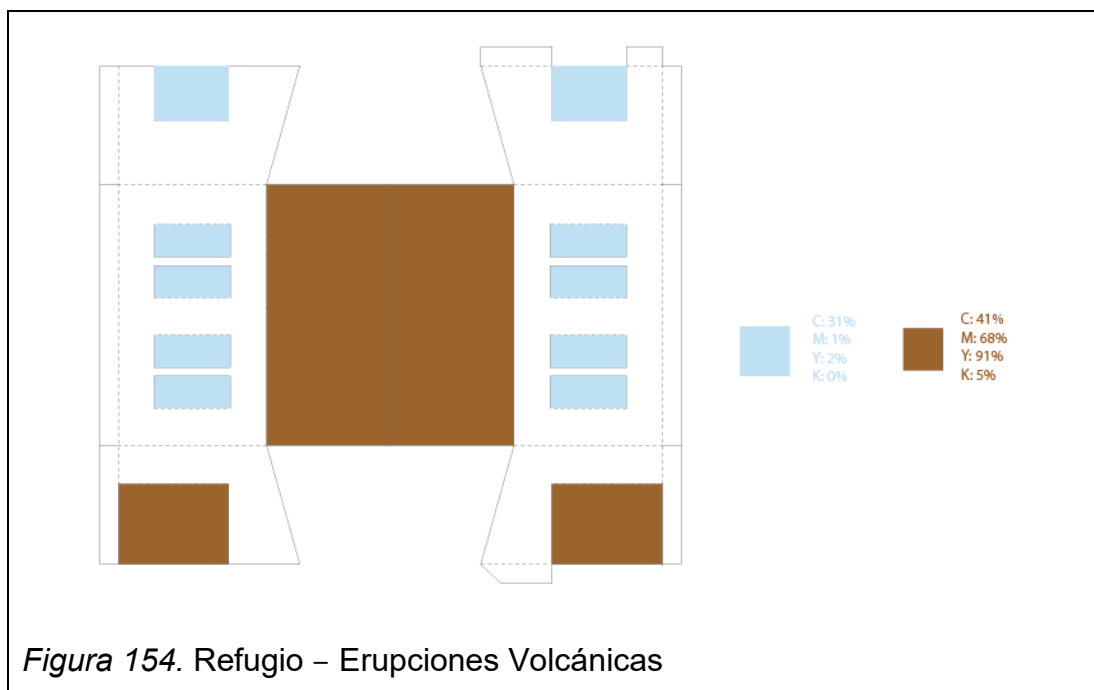 C: 31%
M: 1%
Y: 2%
K: 0%
C: 41%
M: 68%
Y: 91%
K: 5%
Figura 154. Refugio – Erupciones Volcánicas